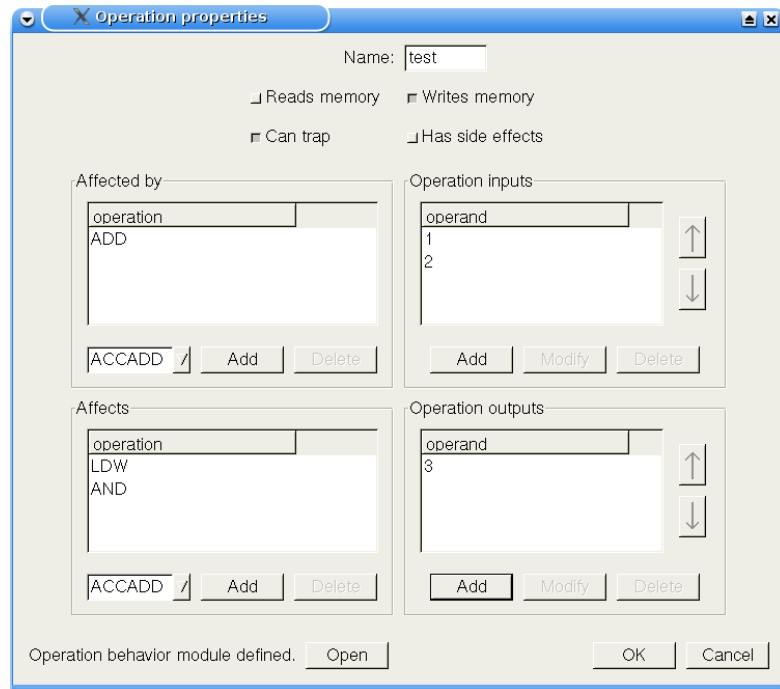 Operation properties
Name: test
Reads memory Writes memory
Can trap Has side effects
Affected by
operation
ADD
ACCADD Add Delete
Operation inputs
operand
1
2
Add Modify Delete
Affects
operation
LDW
AND
ACCADD Add Delete
Operation outputs
operand
3
Add Modify Delete
Operation behavior module defined. Open OK Cancel